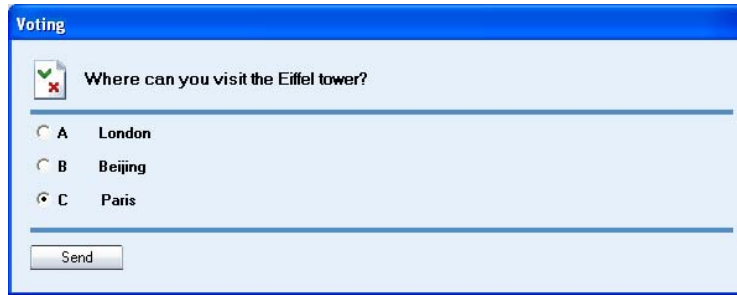 Voting
Where can you visit the Eiffel tower?
A London
B Beijing
C Paris
Send